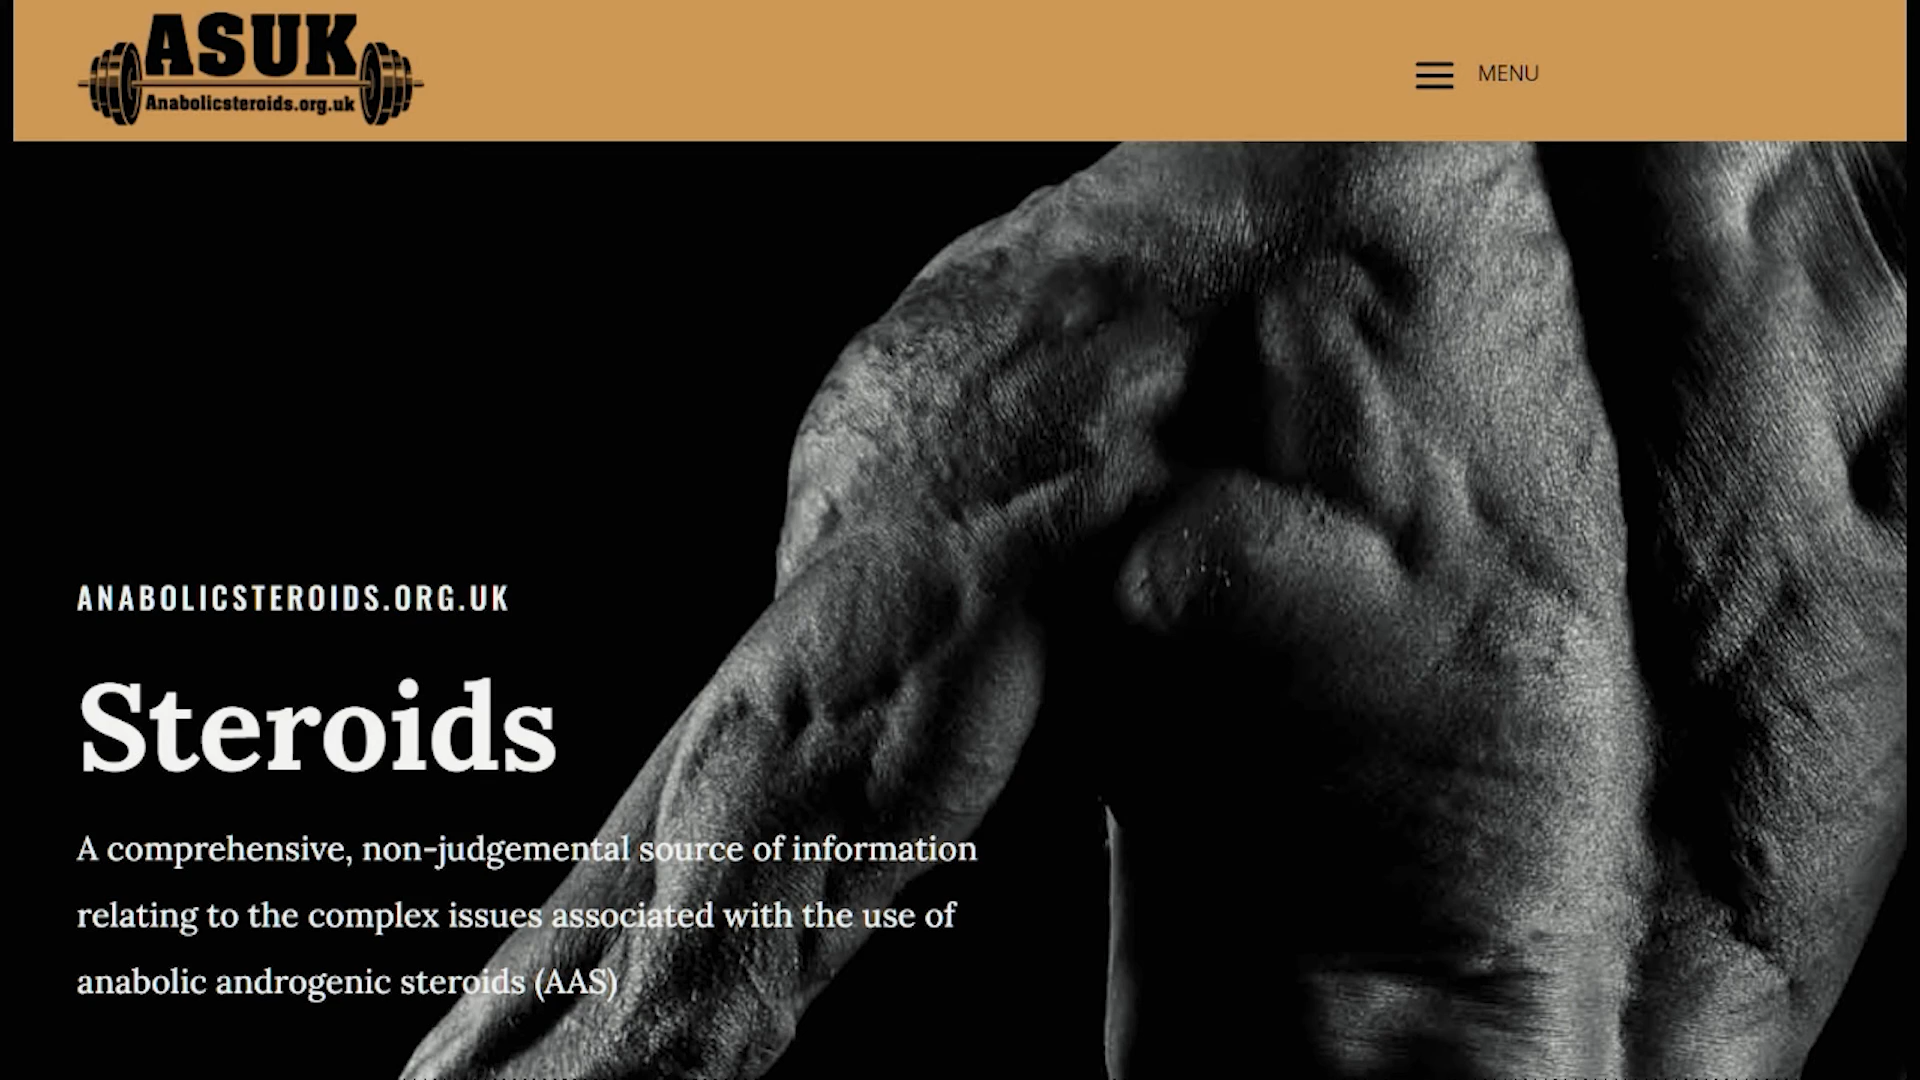 ASUK
Anabolicsteroids.org.uk
MENU
ANABOLICSTEROIDS.ORG.UK
Steroids
A comprehensive, non-judgemental source of information
relating to the complex issues associated with the use of
anabolic androgenic steroids (AAS)